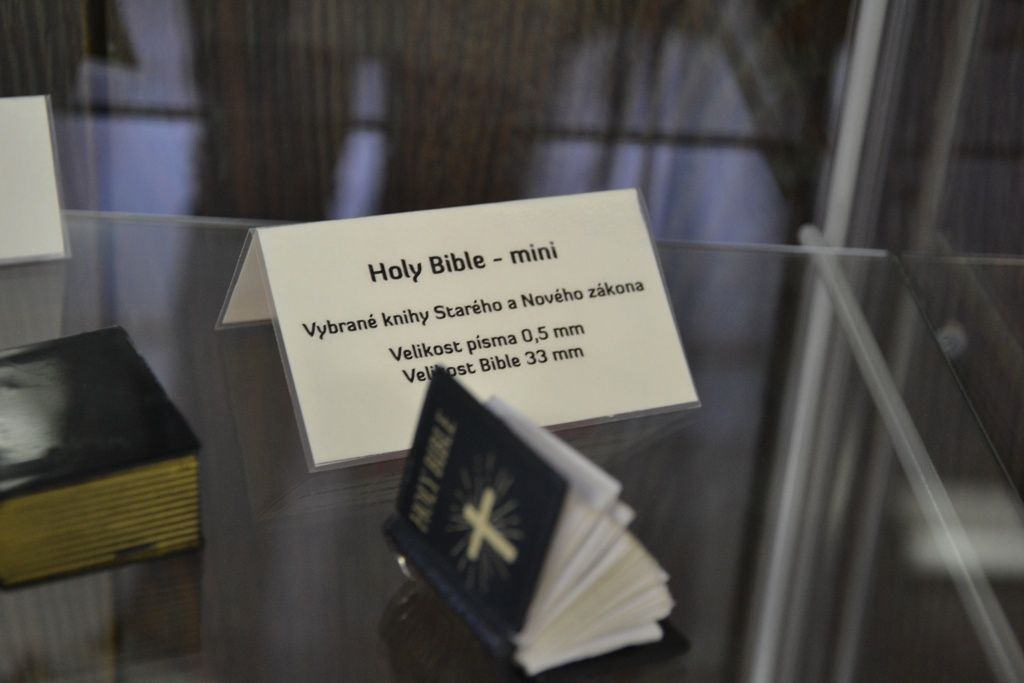 Holy Bible - mini
Vybrané knihy Starého a Nového zákona
Velikost písma 0,5 mm
Velikost Bible 33 mm
HOLY BIBLE